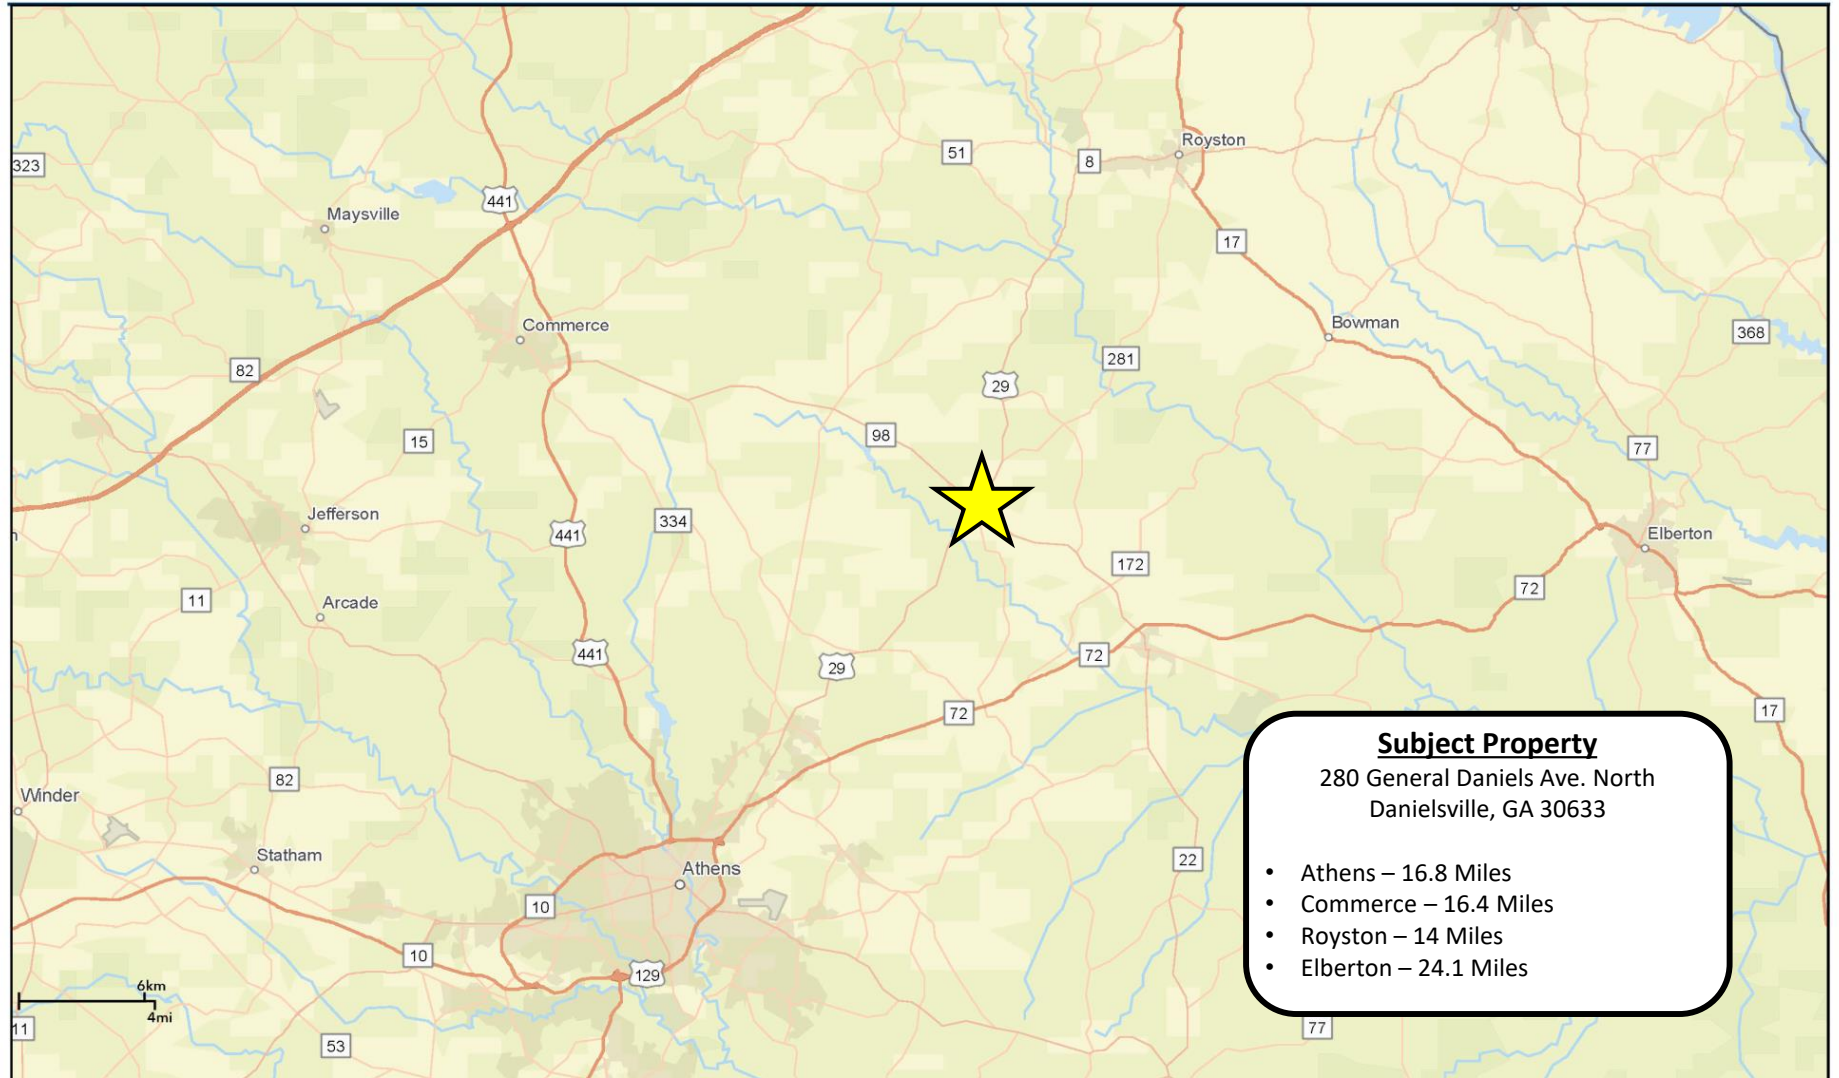 Royston
51
8
323
441
Maysville
17
Commerce
Bowman
368
281
82
29
98
15
77
Jefferson
334
441
Elberton
172
72
11
Arcade
441
72
29
72
17
Subject Property
280 General Daniels Ave. North
Danielsville, GA 30633
• Athens – 16.8 Miles
• Commerce – 16.4 Miles
• Royston – 14 Miles
• Elberton – 24.1 Miles
82
Winder
Statham
22
Athens
10
10
129
6km
4mi
11
53
77